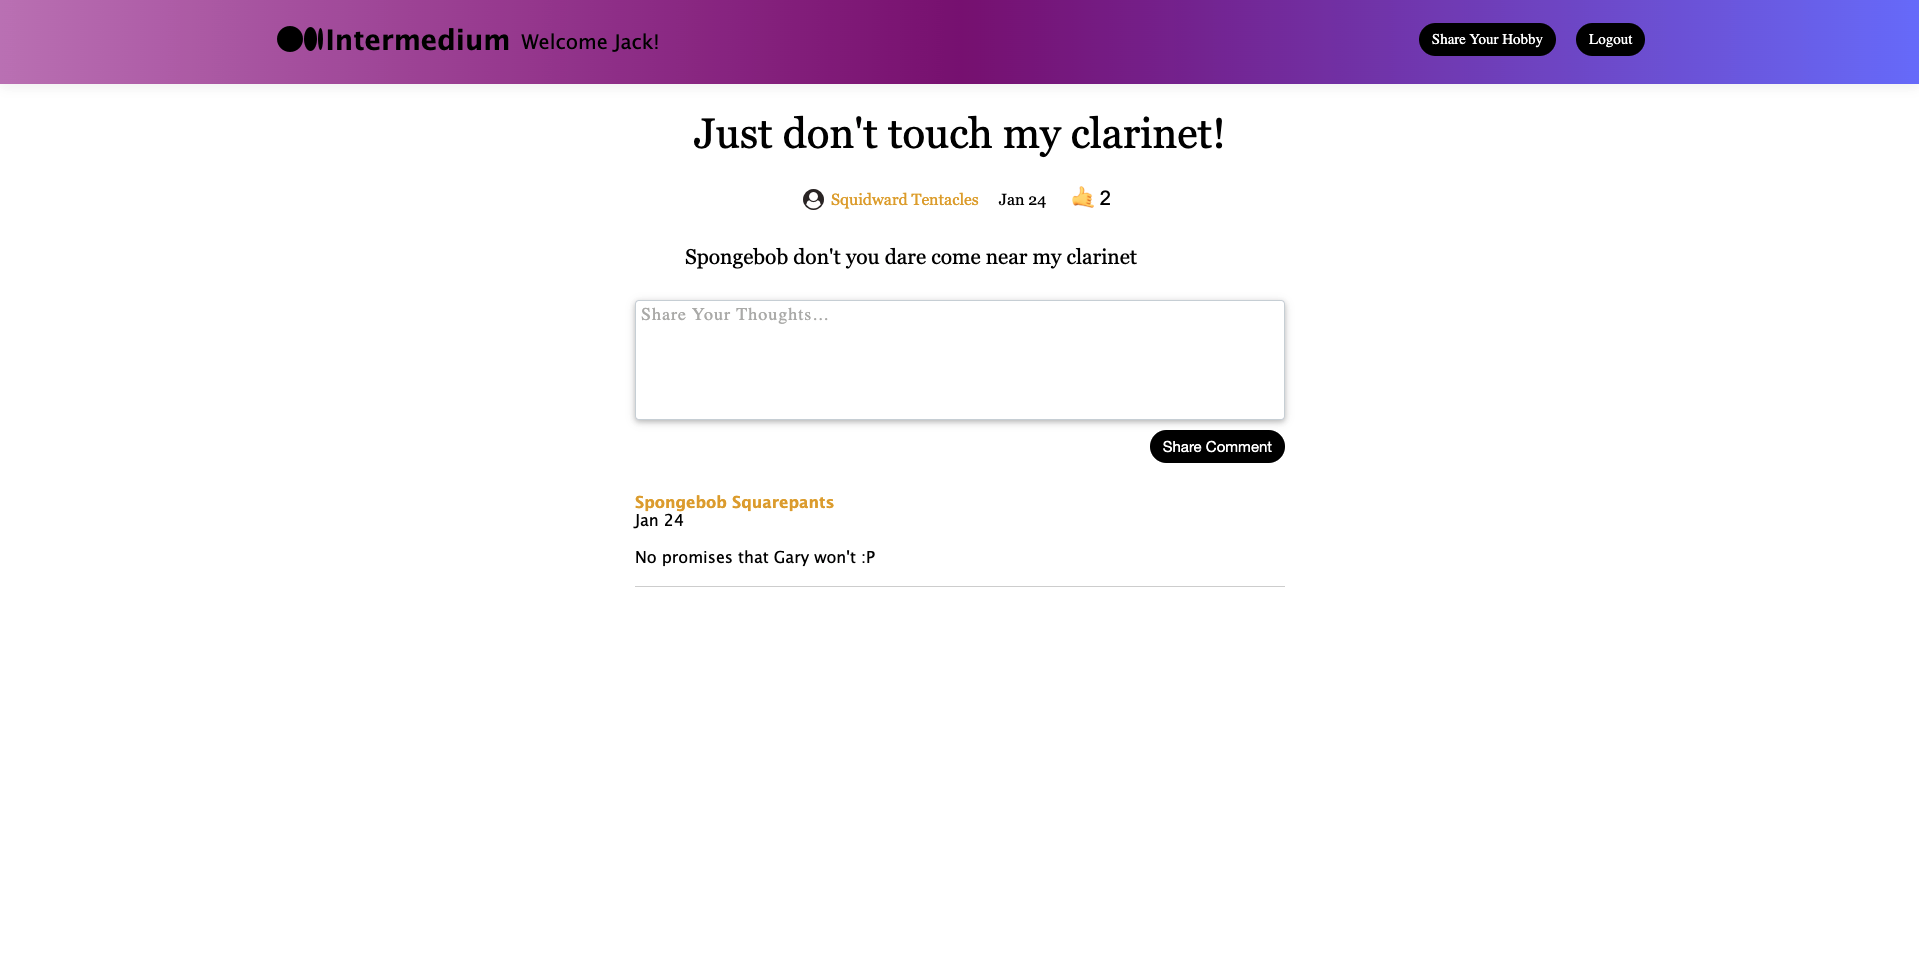 Intermedium Welcome Jack!
Share Your Hobby
Logout
Just don't touch my clarinet!
Squidward Tentacles Jan 24 2
Spongebob don't you dare come near my clarinet
Share Your Thoughts...
Share Comment
Spongebob Squarepants
Jan 24
No promises that Gary won't :P